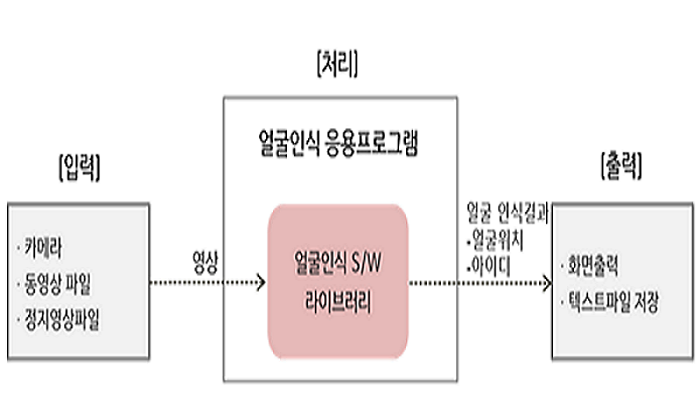 [처리]
얼굴인식 응용프로그램
[입력]
· 카메라
· 동영상 파일
· 정지영상파일
영상
얼굴인식 S/W
라이브러리
얼굴 인식결과
•얼굴위치
•아이디
[출력]
· 화면출력
· 텍스트파일 저장